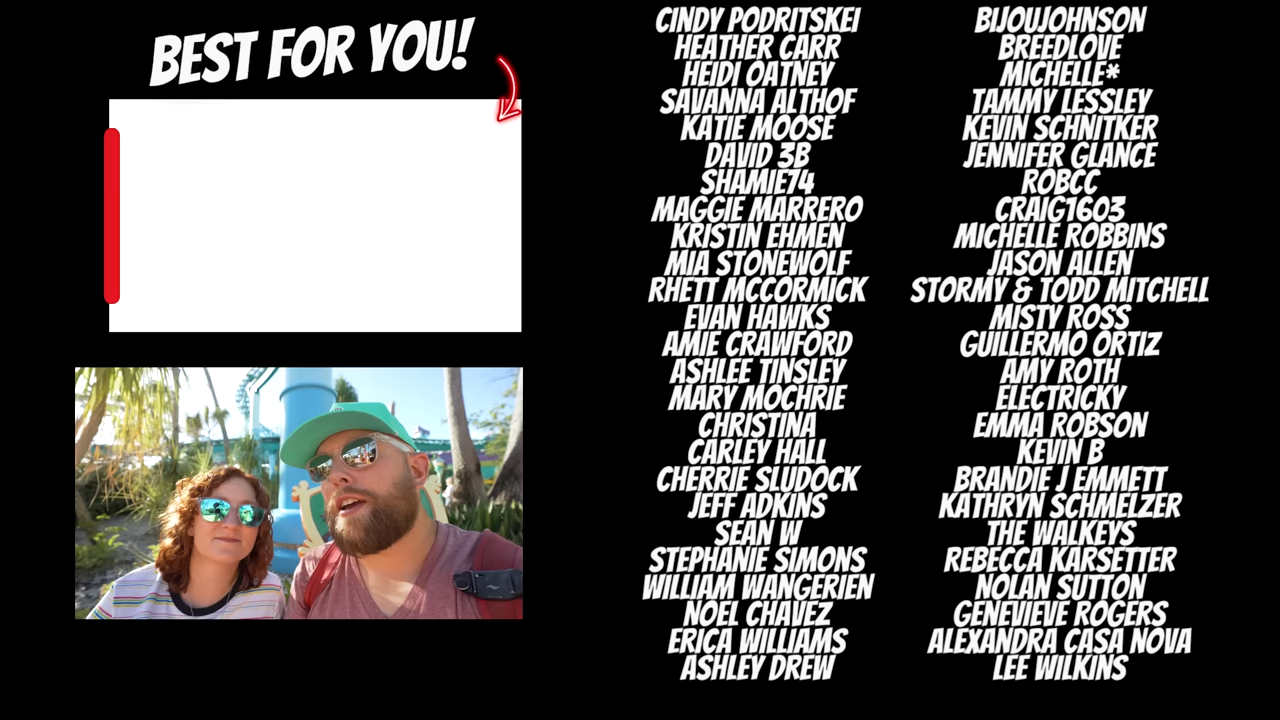 BEST FOR YOU!
CINDY PODRITSKEI
HEATHER CARR
HEIDI OATNEY
SAVANNA ALTHOF
KATIE MOOSE
DAVID 3B
SHAMIE74
MAGGIE MARRERO
KRISTIN EHMEN
MIA STONEWOLF
RHETT MCCORMICK
EVAN HAWKS
AMIE CRAWFORD
ASHLEE TINSLEY
MARY MOCHRIE
CHRISTINA
CARLEY HALL
CHERRIE SLUDOCK
JEFF ADKINS
SEAN W
STEPHANIE SIMONS
WILLIAM WANGERIEN
NOEL CHAVEZ
ERICA WILLIAMS
ASHLEY DREW
BIJOUJOHNSON
BREEDLOVE
MICHELLE*
TAMMY LESSLEY
KEVIN SCHNITKER
JENNIFER GLANCE
ROBCC
CRAIG1603
MICHELLE ROBBINS
JASON ALLEN
STORMY & TODD MITCHELL
MISTY ROSS
GUILLERMO ORTIZ
AMY ROTH
ELECTRICKY
EMMA ROBSON
KEVIN B
BRANDIE J EMMETT
KATHRYN SCHMELZER
THE WALKEYS
REBECCA KARSETTER
NOLAN SUTTON
GENEVIEVE ROGERS
ALEXANDRA CASA NOVA
LEE WILKINS